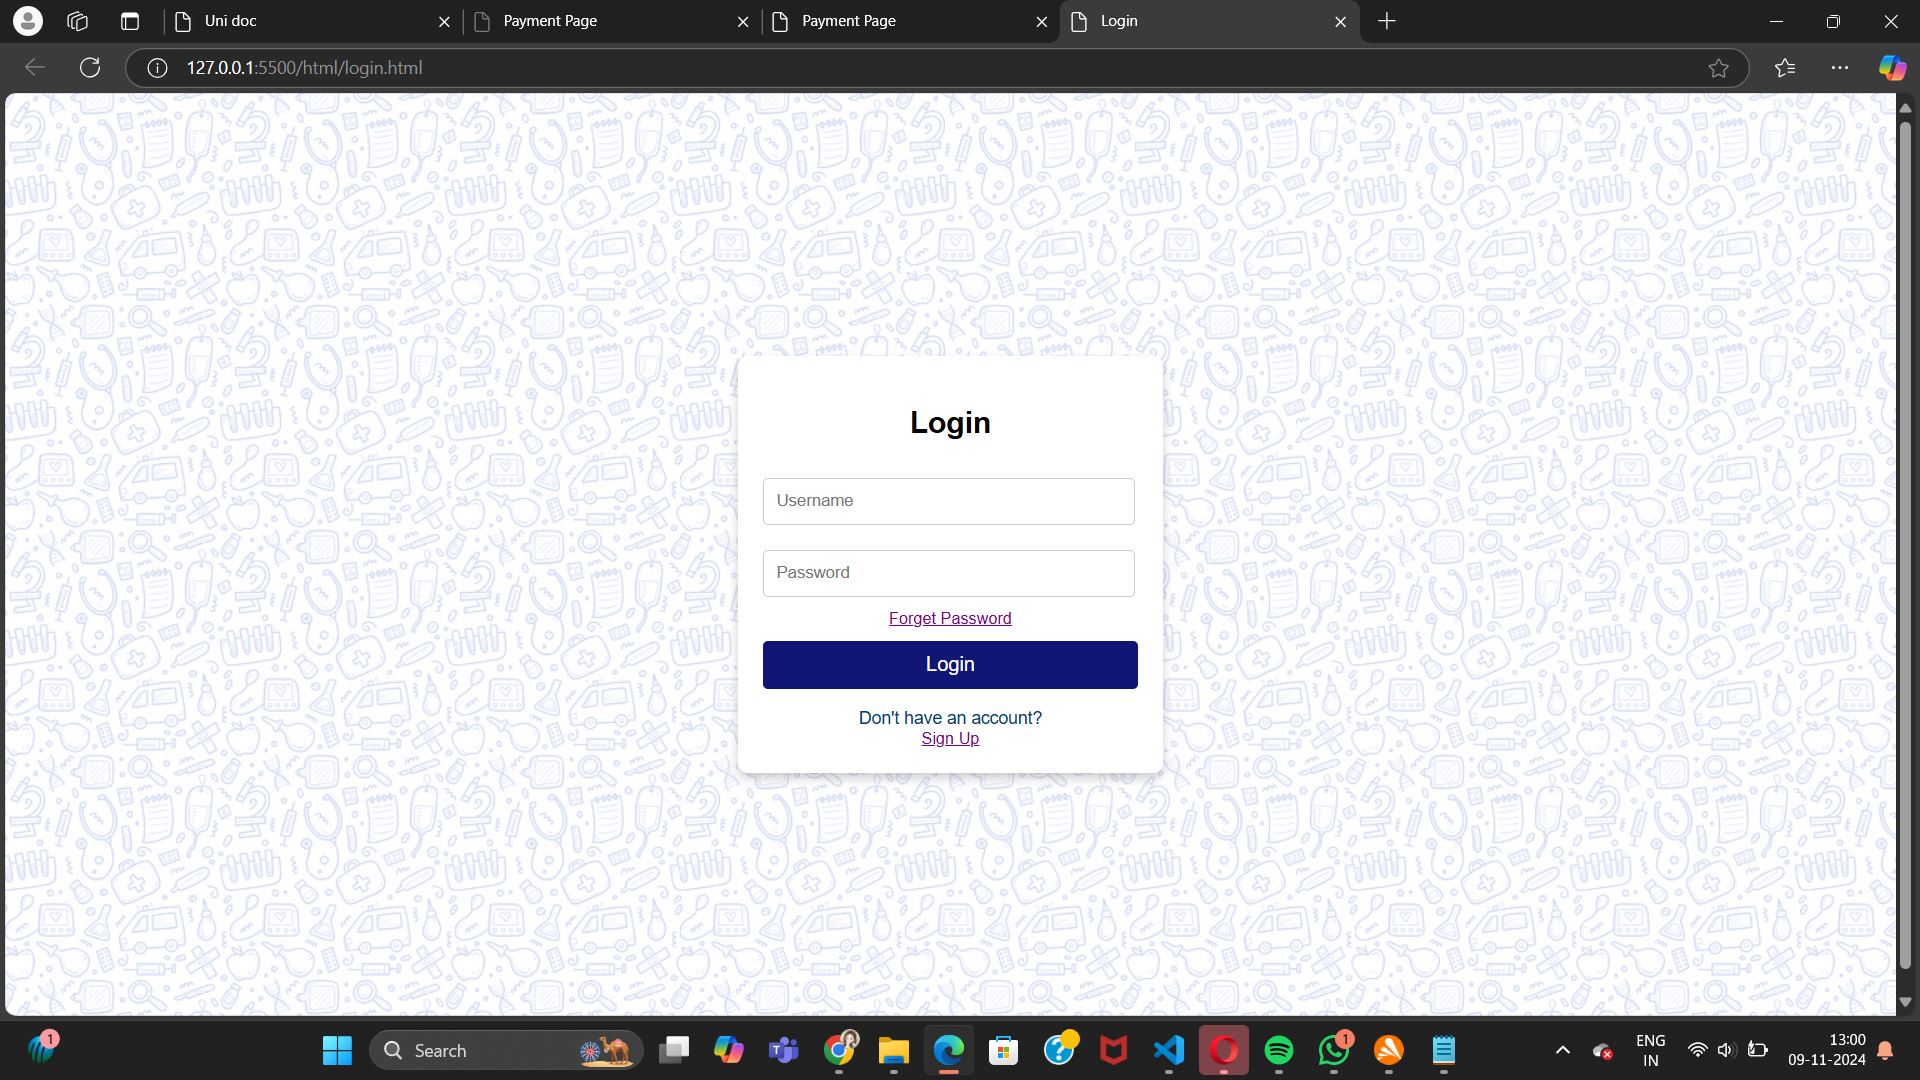 Uni doc
Payment Page
Payment Page
Login
127.0.0.1:5500/html/login.html
Login
Username
Password
Forget Password
Login
Don't have an account?
Sign Up
1
Search
1
ENG
IN
13:00
09-11-2024